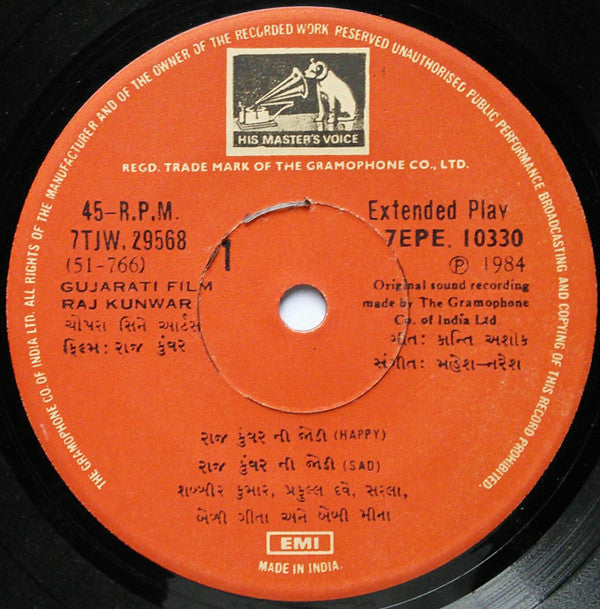 THE GRAMOPHONE CO. OF INDIA LTD. ALL RIGHTS OF THE MANUFACTURER AND OF THE OWNER OF THE RECORDED WORK RESERVED UNAUTHORISED PUBLIC PERFORMANCE BROADCASTING AND COPYING OF THIS RECORD PROHIBITED.
HIS MASTER'S VOICE
REGD. TRADE MARK OF THE GRAMOPHONE CO., LTD.
45-R.P.M.
7TJW. 29568
(51-766)
1
Extended Play
7EPE. 10330
Ⓟ 1984
GUJARATI FILM
RAJ KUNWAR
ચોપરા સિને આર્ટસ
ફિલ્મ: રાજ કુંવર
Original sound recording
made by The Gramophone
Co. of India Ltd.
ગીત: કાન્તિ અશોક
સંગીત: મહેશ-નરેશ
રાજ કુંવર ની જોડી (HAPPY)
રાજ કુંવર ની જોડી (SAD)
શબ્બીર કુમાર, પ્રફુલ્લ દવે, સરલા,
બેબી ગીતા અને બેબી મીના
EMI
MADE IN INDIA.